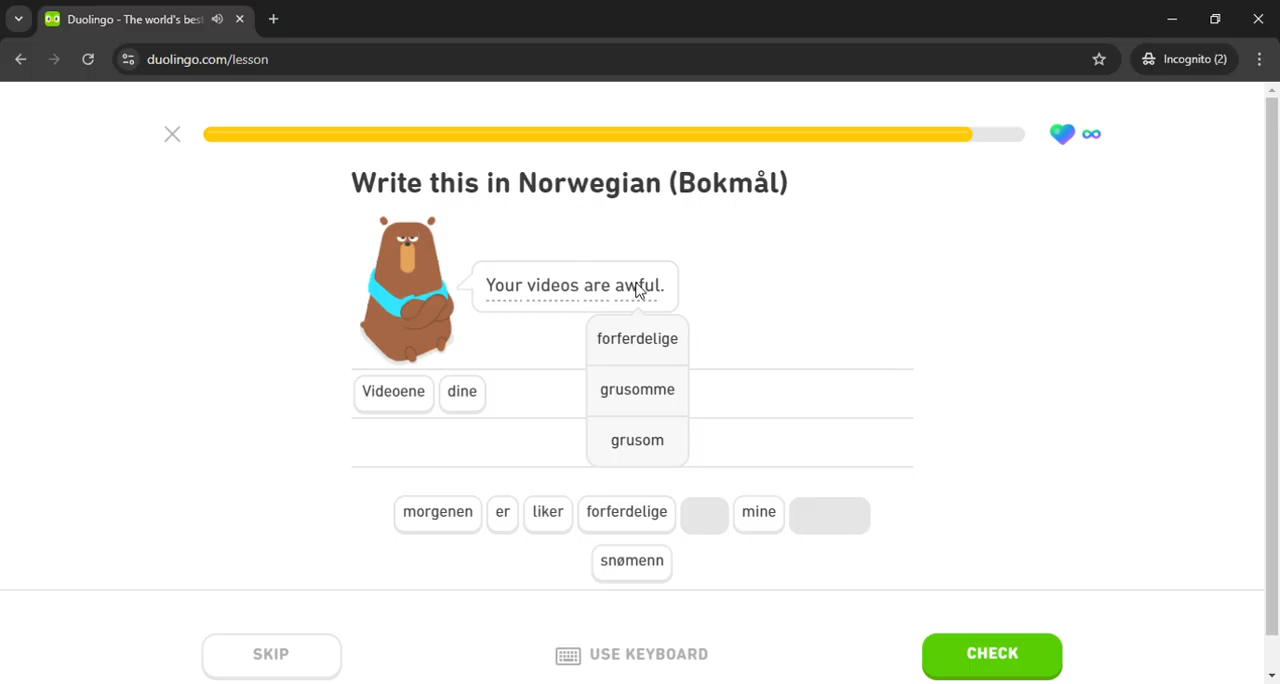 Duolingo - The world's best
duolingo.com/lesson
Incognito (2)
Write this in Norwegian (Bokmål)
Your videos are awful.
forferdelige
grusomme
grusom
Videoene dine
morgenen er liker forferdelige mine
snømenn
SKIP
USE KEYBOARD
CHECK